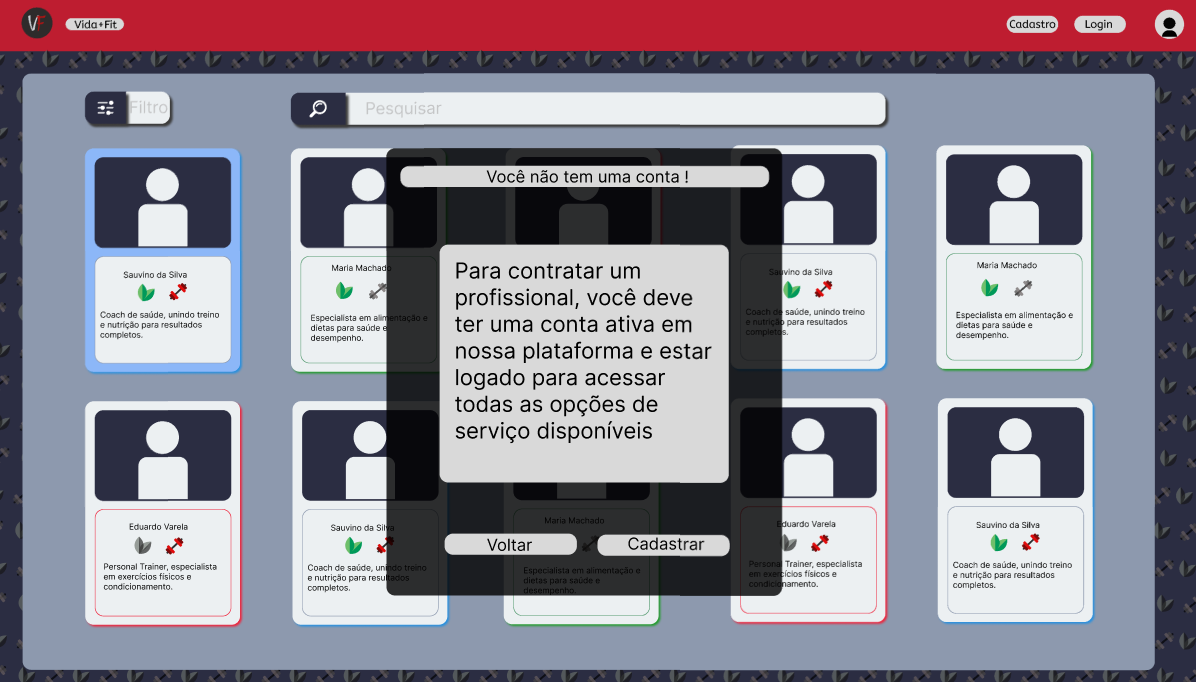 VF
Vida+Fit
Cadastro
Login
Filtro
Pesquisar
Você não tem uma conta !
Para contratar um
profissional, você deve
ter uma conta ativa em
nossa plataforma e estar
logado para acessar
todas as opções de
serviço disponíveis
Voltar
Cadastrar
Sauvino da Silva
Coach de saúde, unindo treino
e nutrição para resultados
completos.
Maria Machado
Especialista em alimentação e
dietas para saúde e
desempenho.
Sauvino da Silva
Coach de saúde, unindo treino
e nutrição para resultados
completos.
Maria Machado
Especialista em alimentação e
dietas para saúde e
desempenho.
Eduardo Varela
Personal Trainer, especialista
em exercícios físicos e
condicionamento.
Sauvino da Silva
Coach de saúde, unindo treino
e nutrição para resultados
completos.
Maria Machado
Especialista em alimentação e
dietas para saúde e
desempenho.
Eduardo Varela
Personal Trainer, especialista
em exercícios físicos e
condicionamento.
Sauvino da Silva
Coach de saúde, unindo treino
e nutrição para resultados
completos.